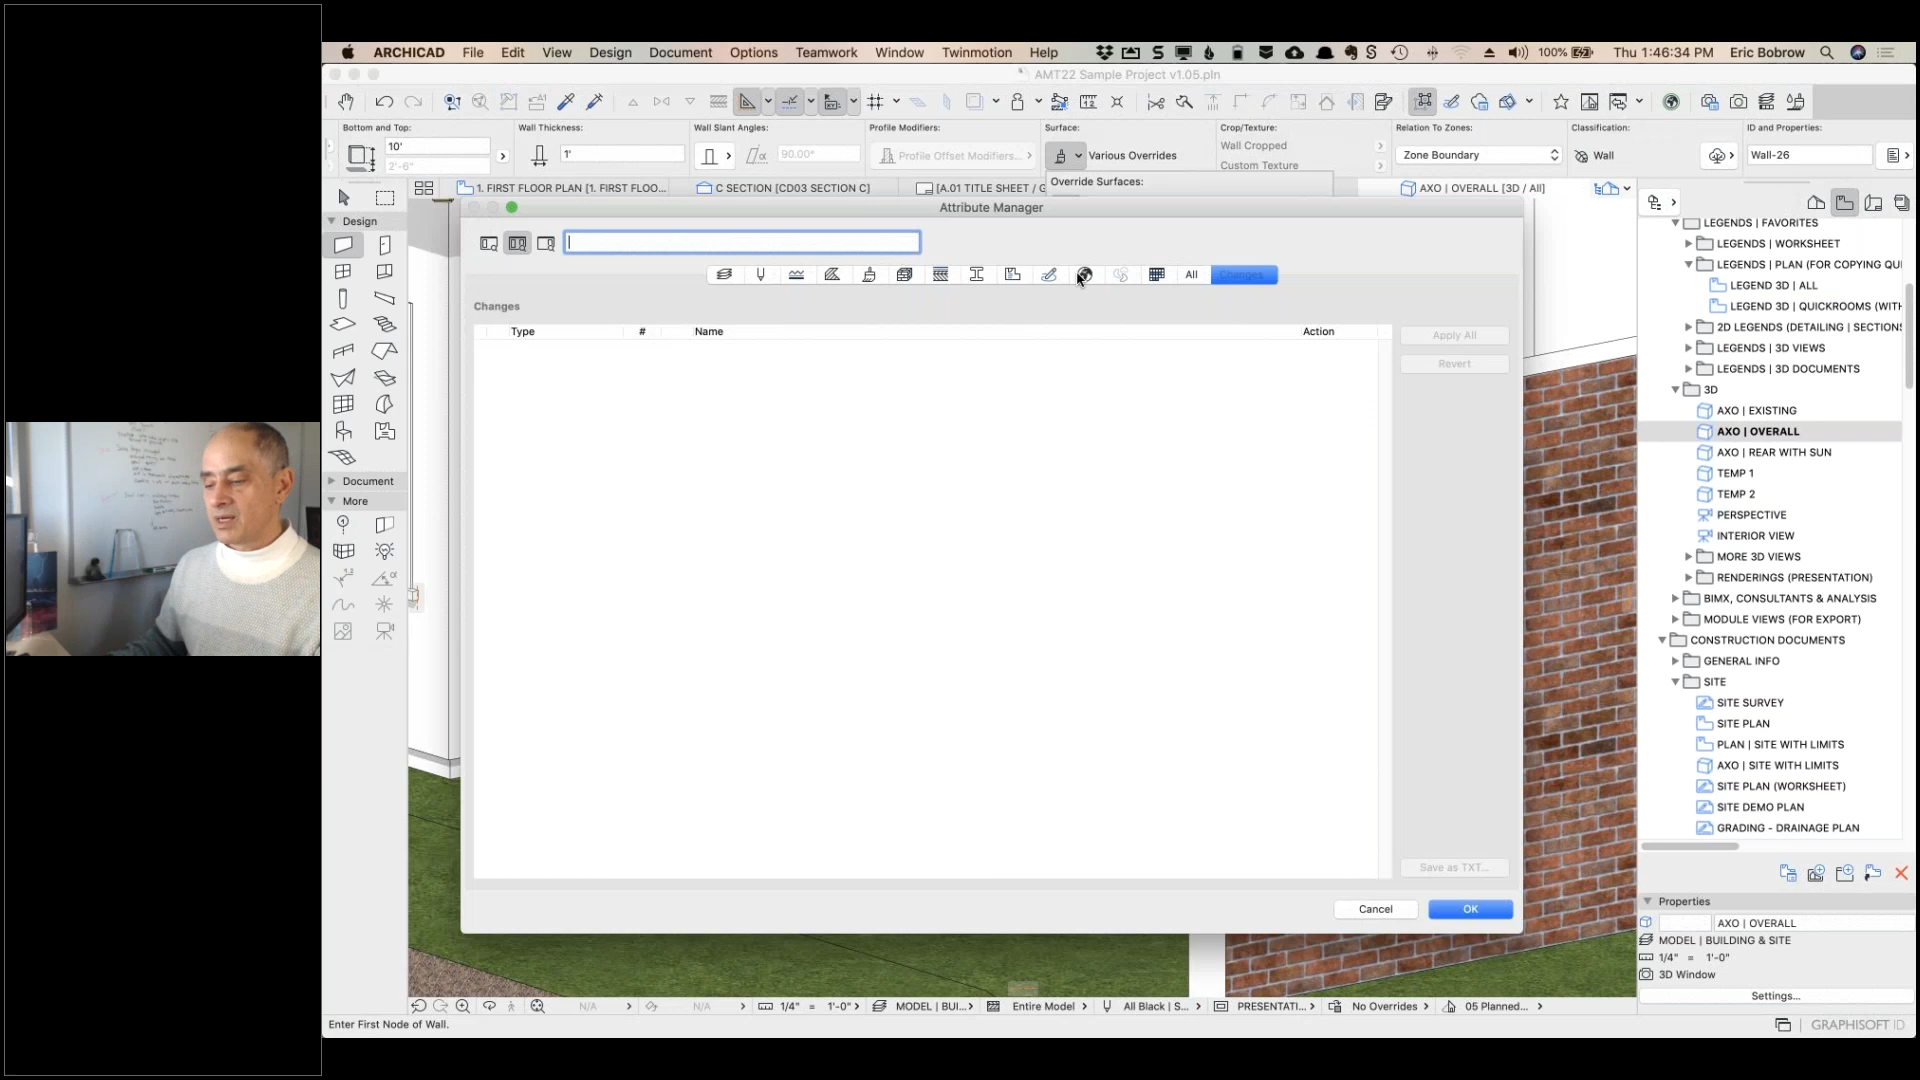 ARCHICAD File Edit View Design Document Options Teamwork Window Twinmotion Help 100% Thu 1:46:34 PM Eric Bobrow
AMT22 Sample Project v1.05.pln
Bottom and Top: Wall Thickness: Wall Slant Angles: Profile Modifiers: Surface: Crop/Texture: Relation To Zones: Classification: ID and Properties:
10' 1' 90.00° Profile Offset Modifiers... Various Overrides Wall Cropped Zone Boundary Wall Wall-26
2'-6" Custom Texture
Override Surfaces:
1. FIRST FLOOR PLAN [1. FIRST FLOO... C SECTION [CD03 SECTION C] [A.01 TITLE SHEET / G AXO | OVERALL [3D / All]
Attribute Manager
All Changes
Changes
Type # Name Action
Apply All
Revert
Save as TXT...
Cancel OK
Design
Document
More
LEGENDS | FAVORITES
LEGENDS | WORKSHEET
LEGENDS | PLAN (FOR COPYING QU
LEGEND 3D | ALL
LEGEND 3D | QUICKROOMS (WITH
2D LEGENDS (DETAILING | SECTIONS
LEGENDS | 3D VIEWS
LEGENDS | 3D DOCUMENTS
3D
AXO | EXISTING
AXO | OVERALL
AXO | REAR WITH SUN
TEMP 1
TEMP 2
PERSPECTIVE
INTERIOR VIEW
MORE 3D VIEWS
RENDERINGS (PRESENTATION)
BIMX, CONSULTANTS & ANALYSIS
MODULE VIEWS (FOR EXPORT)
CONSTRUCTION DOCUMENTS
GENERAL INFO
SITE
SITE SURVEY
SITE PLAN
PLAN | SITE WITH LIMITS
AXO | SITE WITH LIMITS
SITE PLAN (WORKSHEET)
SITE DEMO PLAN
GRADING - DRAINAGE PLAN
Properties
AXO | OVERALL
MODEL | BUILDING & SITE
1/4" = 1'-0"
3D Window
Settings...
N/A N/A 1/4" = 1'-0" MODEL | BUI... Entire Model All Black | S... PRESENTATI... No Overrides 05 Planned...
Enter First Node of Wall.
GRAPHISOFT ID